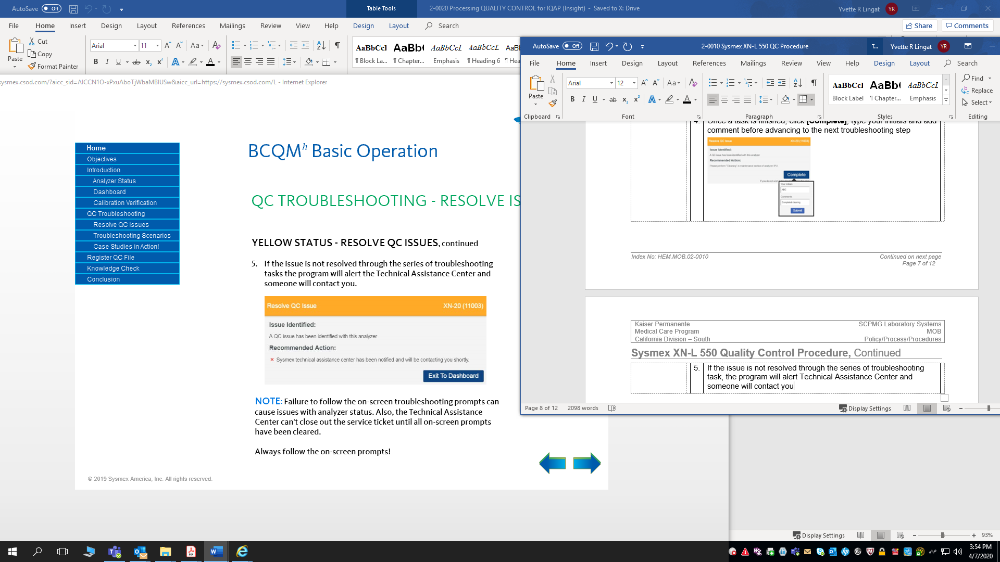 AutoSave Off
Table Tools
2-0020 Processing QUALITY CONTROL for IQAP (Insight) - Saved to X: Drive
Yvette R Lingat YR
File Home Insert Design Layout References Mailings Review View Help Design Layout Search
Share Comments
Paste
Cut
Copy
Format Painter
Arial 11
AaBbCcI AaBb( AaBbCcI AaBbCcD AaBb
¶ Block La... ¶ Chapter... Emphasis ¶ Heading 6 ¶ Hea
sysmex.csod.com/?aicc_sid=AICCN1O-xPxuAboTjWbaMBIUSw&aicc_url=https://sysmex.csod.com/L - Internet Explorer
Home
Objectives
Introduction
Analyzer Status
Dashboard
Calibration Verification
QC Troubleshooting
Resolve QC Issues
Troubleshooting Scenarios
Case Studies in Action!
Register QC File
Knowledge Check
Conclusion
BCQMh Basic Operation
QC TROUBLESHOOTING - RESOLVE IS
YELLOW STATUS - RESOLVE QC ISSUES, continued
5. If the issue is not resolved through the series of troubleshooting
tasks the program will alert the Technical Assistance Center and
someone will contact you.
Resolve QC Issue XN-20 (11003)
Issue Identified:
A QC issue has been identified with this analyzer
Recommended Action:
× Sysmex technical assistance center has been notified and will be contacting you shortly.
Exit To Dashboard
NOTE: Failure to follow the on-screen troubleshooting prompts can
cause issues with analyzer status. Also, the Technical Assistance
Center can't close out the service ticket until all on-screen prompts
have been cleared.
Always follow the on-screen prompts!
© 2019 Sysmex America, Inc. All rights reserved.
AutoSave Off
2-0010 Sysmex XN-L 550 QC Procedure
T... Yvette R Lingat YR
File Home Insert Design Layout References Mailings Review View Help Design Layout Search
Paste
Arial 12
AaBbCcI AaBb( AaBbCcI
Block Label ¶ Chapter... Emphasis
Find
Replace
Select
Clipboard Font Paragraph Styles Editing
4. Once a task is finished, click [Complete], type your initials and add
comment before advancing to the next troubleshooting step
Resolve QC Issue XN-20 (11003)
Issue Identified:
A QC issue has been identified with this analyzer
Recommended Action:
Complete
Your Initials
ABC
Comments
Completed clearing
Submit
Index No: HEM.MOB.02-0010 Continued on next page
Page 7 of 12
Kaiser Permanente SCPMG Laboratory Systems
Medical Care Program MOB
California Division – South Policy/Process/Procedures
Sysmex XN-L 550 Quality Control Procedure, Continued
5. If the issue is not resolved through the series of troubleshooting
task, the program will alert Technical Assistance Center and
someone will contact you
Page 8 of 12 2098 words Display Settings
Display Settings 93%
3:54 PM
4/7/2020